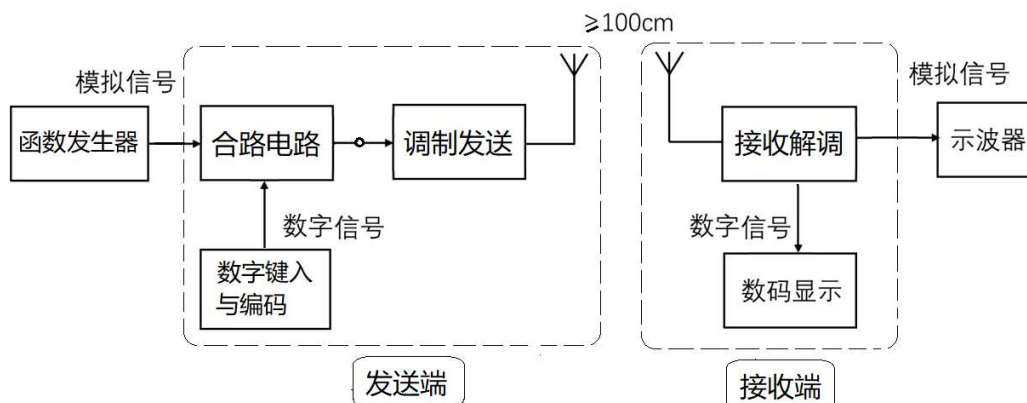 ≥100cm
模拟信号
函数发生器
合路电路
调制发送
数字信号
数字键入
与编码
发送端
接收解调
模拟信号
示波器
数字信号
数码显示
接收端